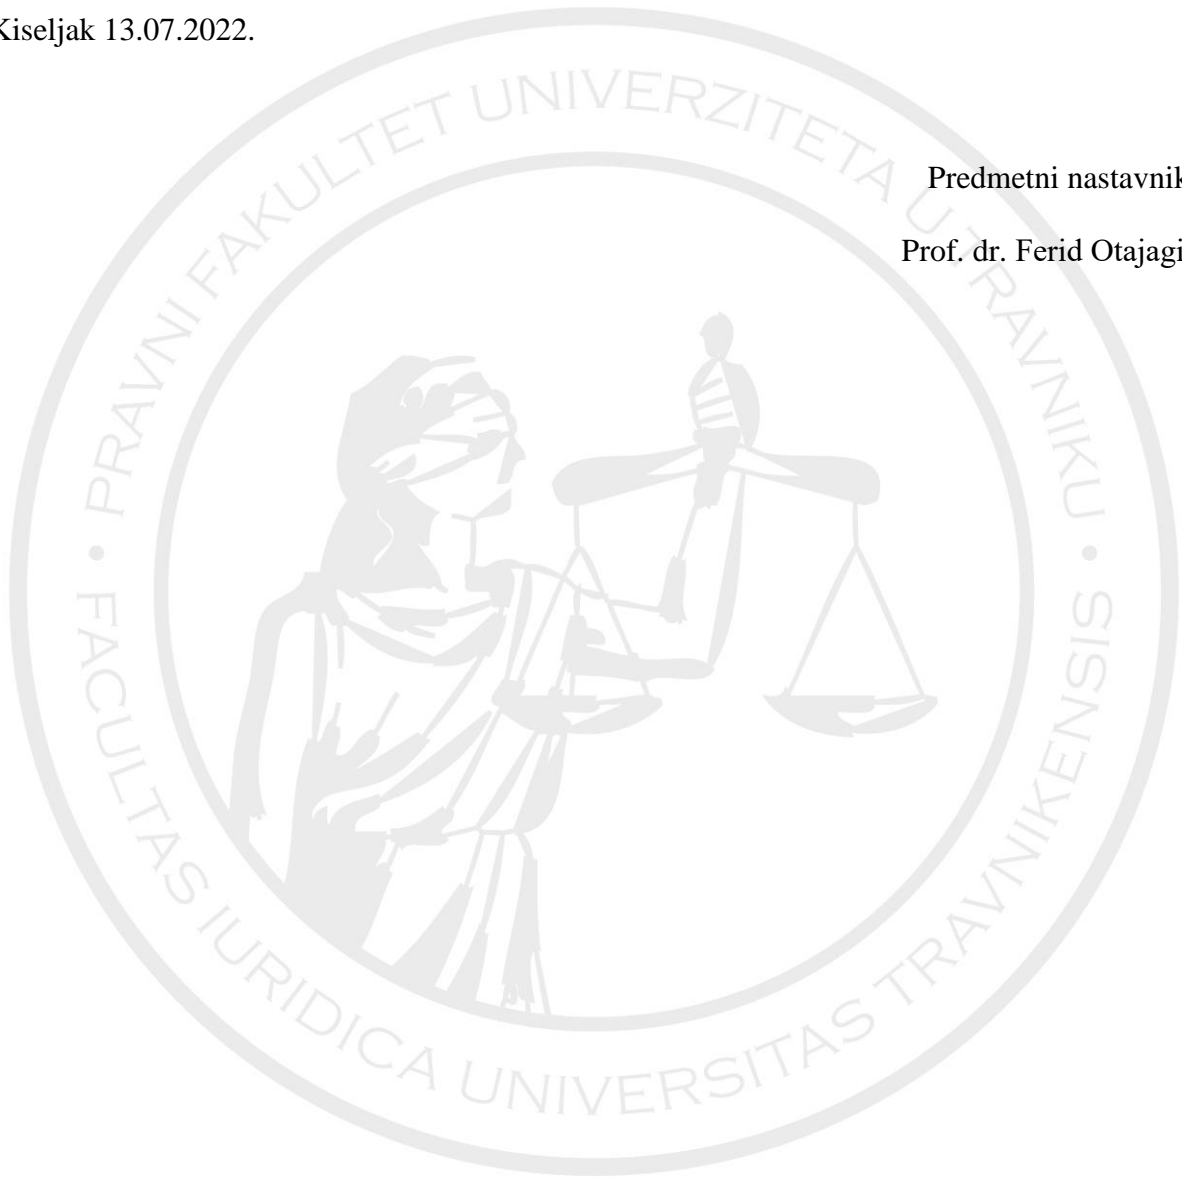 Kiseljak 13.07.2022.
Predmetni nastavnik
Prof. dr. Ferid Otajagi
PRAVNI FAKULTET UNIVERZITETA U TRAVNIKU
• FACULTAS IURIDICA UNIVERSITAS TRAVNIKENSIS •